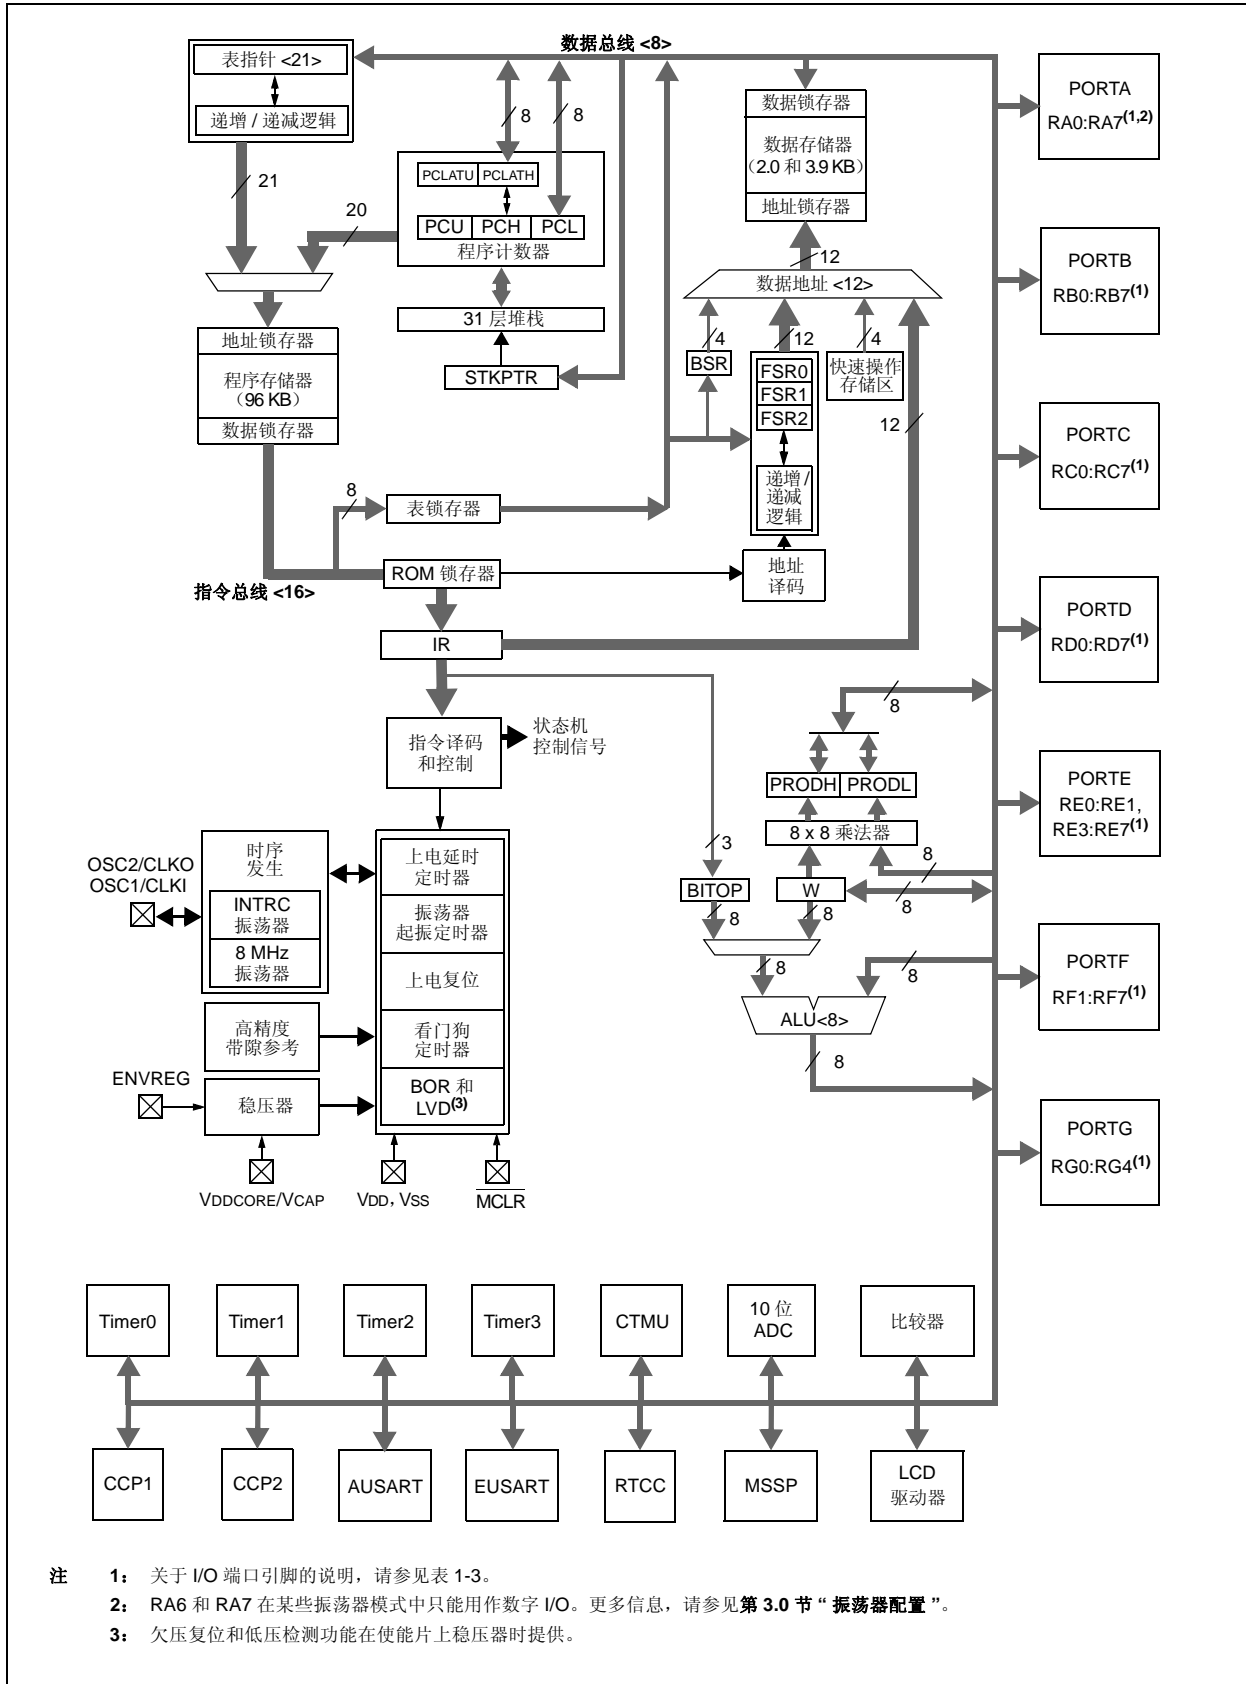 数据总线 <8>
表指针 <21>
递增 / 递减逻辑
21
8
8
PCLATU
PCLATH
PCU
PCH
PCL
程序计数器
20
31 层堆栈
STKPTR
地址锁存器
程序存储器
（96 KB）
数据锁存器
8
表锁存器
ROM 锁存器
指令总线 <16>
IR
指令译码
和控制
状态机
控制信号
数据锁存器
数据存储器
（2.0 和 3.9 KB）
地址锁存器
12
数据地址 <12>
4
12
4
BSR
FSR0
FSR1
FSR2
快速操作
存储区
12
递增 /
递减
逻辑
地址
译码
8
PRODH
PRODL
8 x 8 乘法器
3
8
BITOP
W
8
8
8
8
8
ALU<8>
8
OSC2/CLKO
OSC1/CLKI
时序
发生
INTRC
振荡器
8 MHz
振荡器
高精度
带隙参考
ENVREG
稳压器
上电延时
定时器
振荡器
起振定时器
上电复位
看门狗
定时器
BOR 和
LVD(3)
VDDCORE/VCAP
VDD，VSS
MCLR
PORTA
RA0:RA7(1,2)
PORTB
RB0:RB7(1)
PORTC
RC0:RC7(1)
PORTD
RD0:RD7(1)
PORTE
RE0:RE1,
RE3:RE7(1)
PORTF
RF1:RF7(1)
PORTG
RG0:RG4(1)
Timer0
Timer1
Timer2
Timer3
CTMU
10 位
ADC
比较器
CCP1
CCP2
AUSART
EUSART
RTCC
MSSP
LCD
驱动器
注 1： 关于 I/O 端口引脚的说明，请参见表 1-3。
2： RA6 和 RA7 在某些振荡器模式中只能用作数字 I/O。更多信息，请参见第 3.0 节 “ 振荡器配置 ”。
3： 欠压复位和低压检测功能在使能片上稳压器时提供。